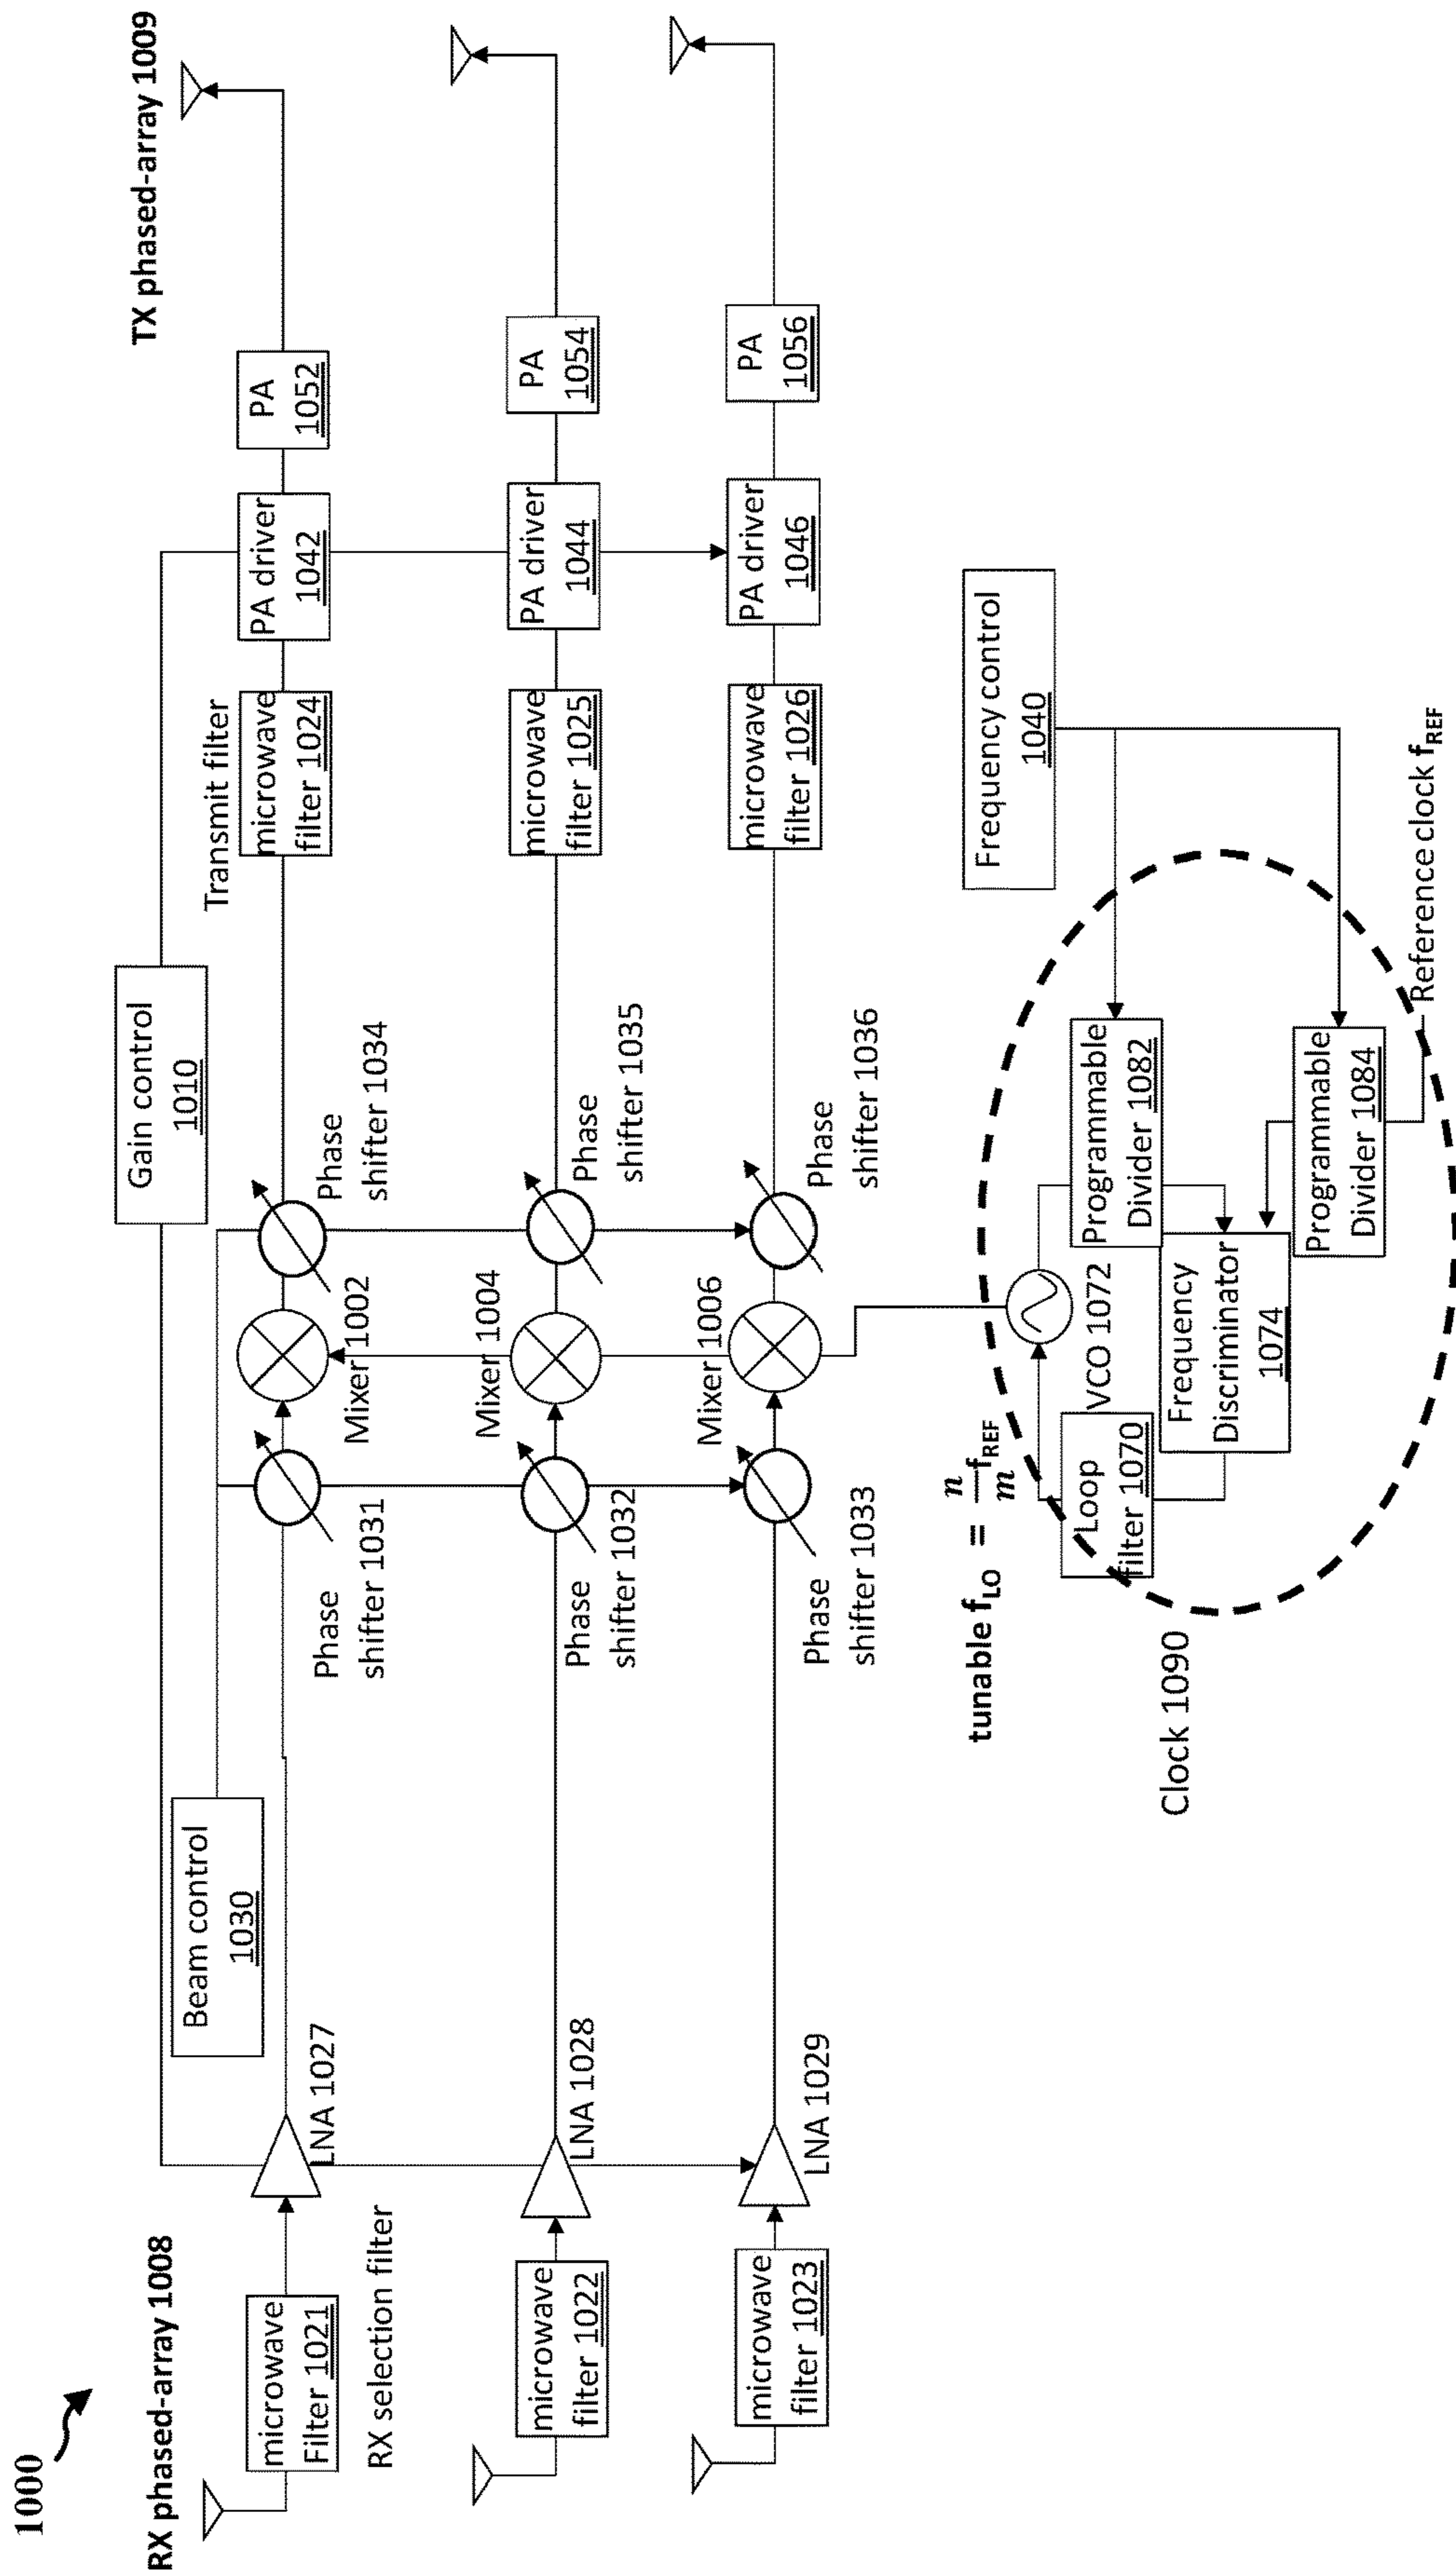 1000
RX phased-array 1008
TX phased-array 1009
Gain control
1010
Beam control
1030
microwave
Filter 1021
RX selection filter
LNA 1027
Phase
shifter 1031
Mixer 1002
Phase
shifter 1034
Transmit filter
microwave
filter 1024
PA driver
1042
PA
1052
microwave
filter 1022
LNA 1028
Phase
shifter 1032
Mixer 1004
Phase
shifter 1035
microwave
filter 1025
PA driver
1044
PA
1054
microwave
filter 1023
LNA 1029
Phase
shifter 1033
Mixer 1006
Phase
shifter 1036
microwave
filter 1026
PA driver
1046
PA
1056
tunable fLO = n/m fREF
Frequency control
1040
Loop
filter 1070
VCO 1072
Programmable
Divider 1082
Frequency
Discriminator
1074
Programmable
Divider 1084
Reference clock fREF
Clock 1090